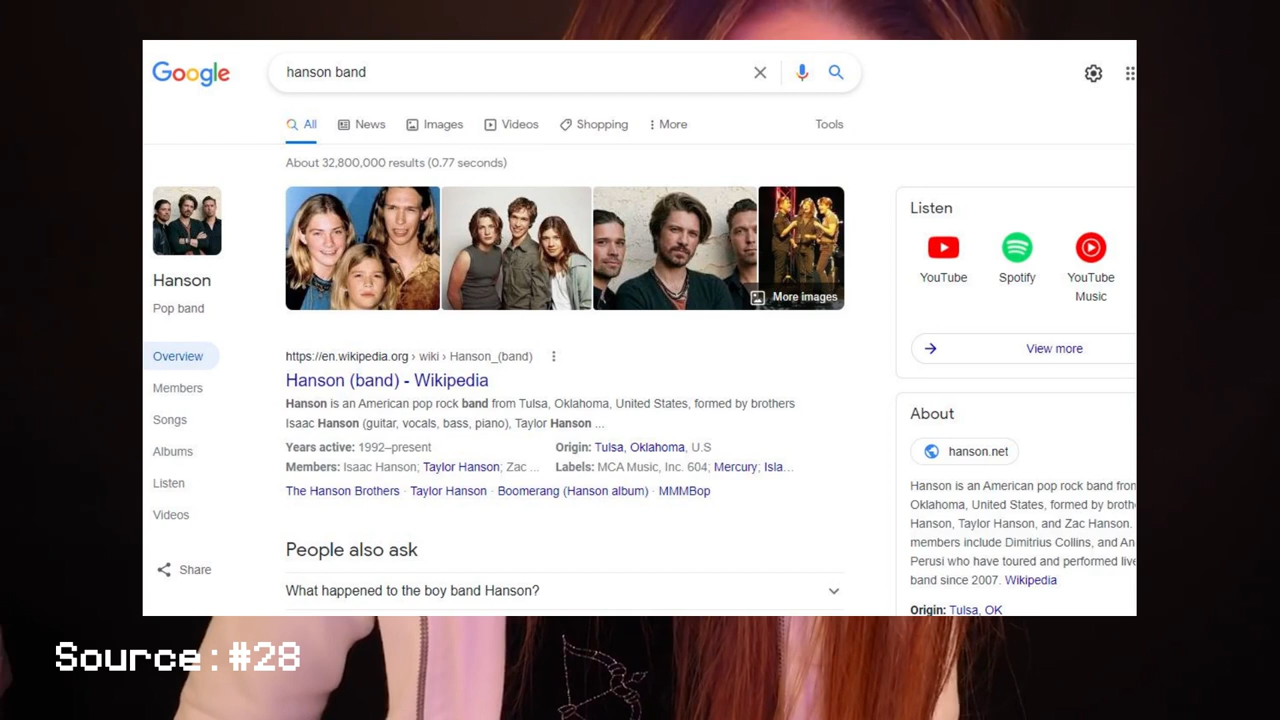 Google
hanson band
All News Images Videos Shopping More Tools
About 32,800,000 results (0.77 seconds)
Hanson
Pop band
Overview
Members
Songs
Albums
Listen
Videos
Share
More images
https://en.wikipedia.org › wiki › Hanson_(band)
Hanson (band) - Wikipedia
Hanson is an American pop rock band from Tulsa, Oklahoma, United States, formed by brothers
Isaac Hanson (guitar, vocals, bass, piano), Taylor Hanson ...
Years active: 1992–present Origin: Tulsa, Oklahoma, U.S
Members: Isaac Hanson; Taylor Hanson; Zac ... Labels: MCA Music, Inc. 604; Mercury; Isla...
The Hanson Brothers · Taylor Hanson · Boomerang (Hanson album) · MMMBop
People also ask
What happened to the boy band Hanson?
Listen
YouTube Spotify YouTube
Music
View more
About
hanson.net
Hanson is an American pop rock band from
Oklahoma, United States, formed by broth
Hanson, Taylor Hanson, and Zac Hanson.
members include Dimitrius Collins, and An
Perusi who have toured and performed live
band since 2007. Wikipedia
Origin: Tulsa, OK
Source:#28